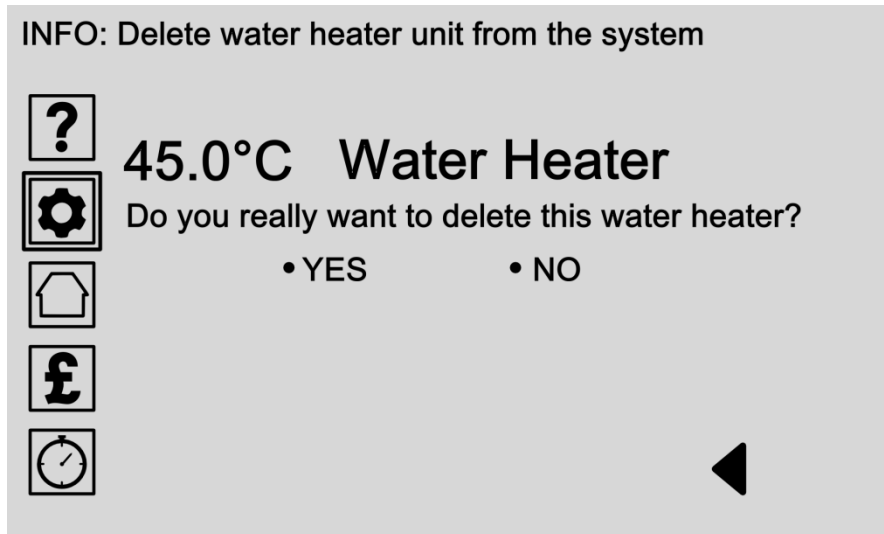 INFO: Delete water heater unit from the system
?
45.0°C Water Heater
Do you really want to delete this water heater?
• YES • NO
£